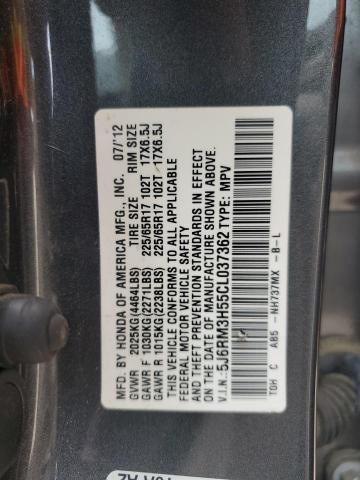 MFD. BY HONDA OF AMERICA MFG., INC. 07/12
GVWR 2025KG(4464LBS) TIRE SIZE RIM SIZE
GAWR F 1030KG(2271LBS) 225/65R17 102T 17X6.5J
GAWR R 1015KG(2238LBS) 225/65R17 102T 17X6.5J
THIS VEHICLE CONFORMS TO ALL APPLICABLE
FEDERAL MOTOR VEHICLE SAFETY
AND THEFT PREVENTION STANDARDS IN EFFECT
ON THE DATE OF MANUFACTURE SHOWN ABOVE.
V.I.N.:5J6RM3H55CL037362 TYPE: MPV
TOH C AB5 -NH737MX -B-L